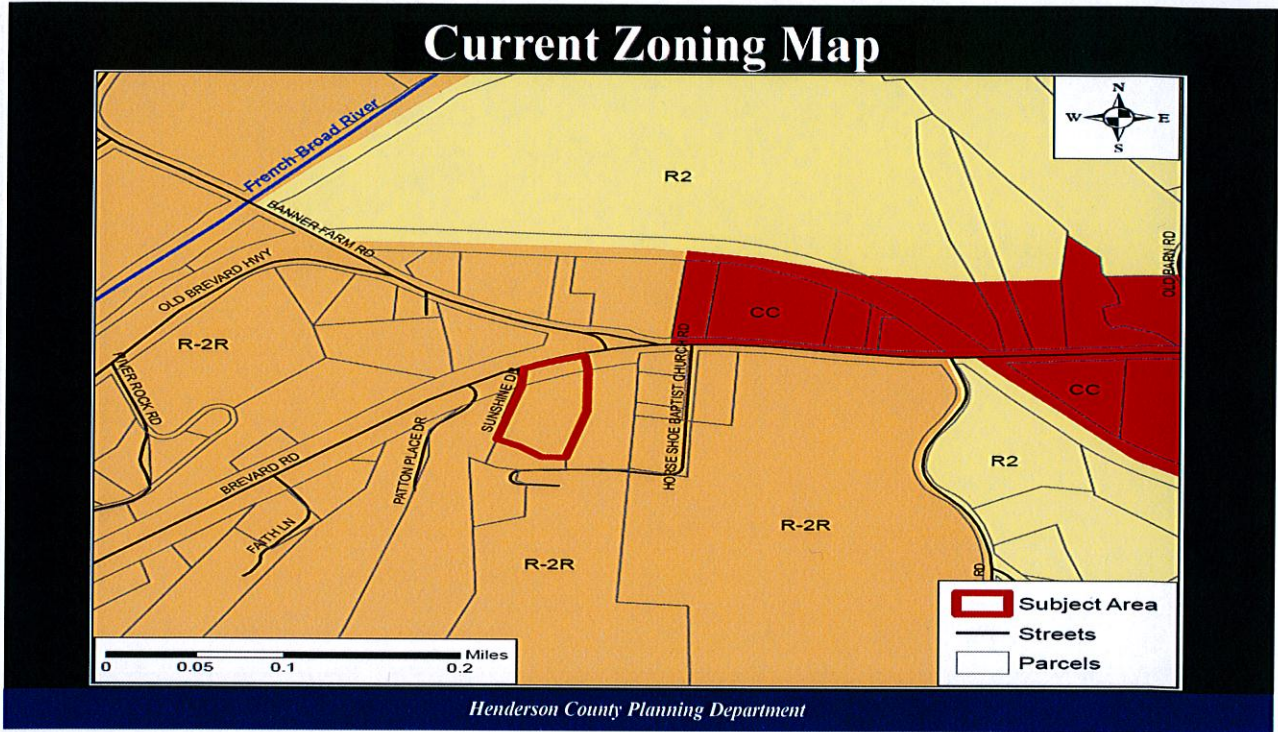 Current Zoning Map
N
W E
S
French Broad River
R2
BANNER FARM RD
OLD BARN RD
OLD BREVARD HWY
CC
R-2R
HORSE SHOE BAPTIST CHURCH RD
SUNSHINE DR
CC
ROCK RD
PATTON PLACE DR
BREVARD RD
R2
R-2R
FAITH LN
R-2R
RD
Subject Area
Streets
Parcels
Miles
0 0.05 0.1 0.2
Henderson County Planning Department